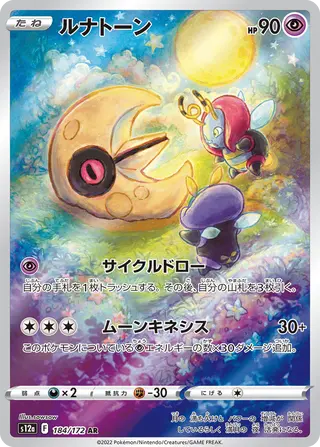 たね ルナトーン HP90
サイクルドロー
自分の手札を1枚トラッシュする。その後、自分の山札を3枚引く。
ムーンキネシス 30+
このポケモンについている エネルギーの数×30ダメージ追加。
弱点 ×2 抵抗力 -30 にげる
s12a F 184/172 AR
©2022 Pokémon/Nintendo/Creatures/GAME FREAK.